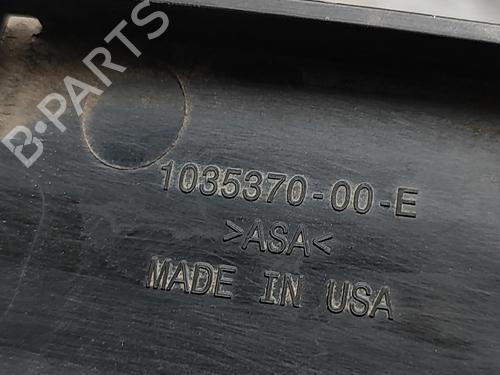 B-PARTS
1035370-00-E
>ASA<
MADE IN USA